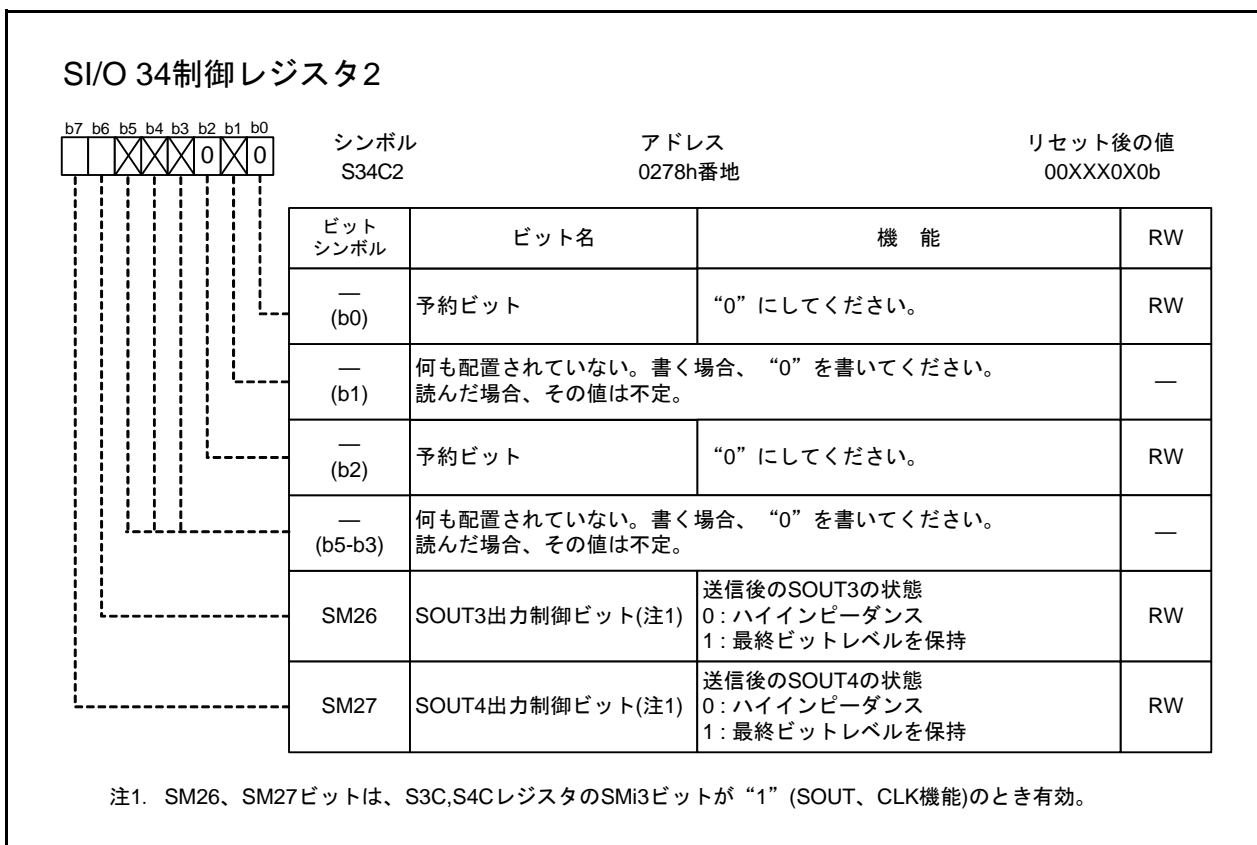 SI/O 34制御レジスタ2
b7 b6 b5 b4 b3 b2 b1 b0
0 0
シンボル アドレス リセット後の値
S34C2 0278h番地 00XXX0X0b
ビット
シンボル
ビット名 機 能 RW
—
(b0)
予約ビット “0”にしてください。 RW
—
(b1)
何も配置されていない。書く場合、“0”を書いてください。
読んだ場合、その値は不定。
—
—
(b2)
予約ビット “0”にしてください。 RW
—
(b5-b3)
何も配置されていない。書く場合、“0”を書いてください。
読んだ場合、その値は不定。
—
SM26 SOUT3出力制御ビット(注1)
送信後のSOUT3の状態
0 : ハイインピーダンス
1 : 最終ビットレベルを保持
RW
SM27 SOUT4出力制御ビット(注1)
送信後のSOUT4の状態
0 : ハイインピーダンス
1 : 最終ビットレベルを保持
RW
注1. SM26、SM27ビットは、S3C,S4CレジスタのSMi3ビットが“1”(SOUT、CLK機能)のとき有効。